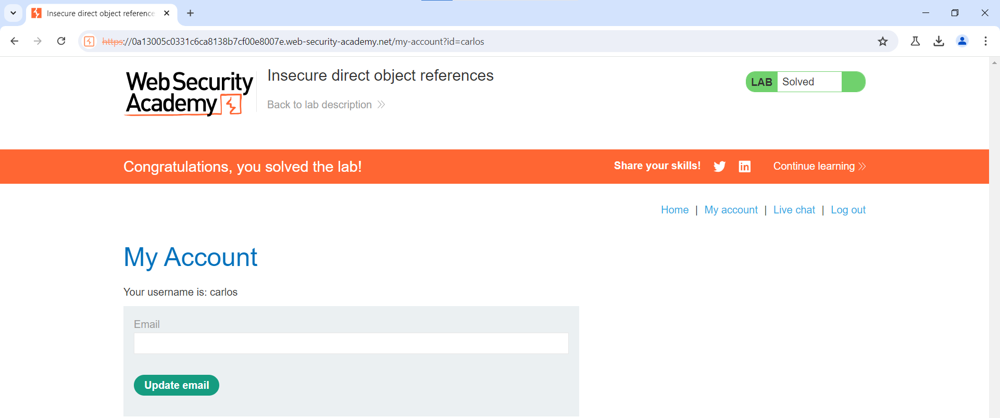 Insecure direct object reference
https://0a13005c0331c6ca8138b7cf00e8007e.web-security-academy.net/my-account?id=carlos
Web Security
Academy
Insecure direct object references
Back to lab description
LAB Solved
Congratulations, you solved the lab!
Share your skills!
Continue learning
Home | My account | Live chat | Log out
My Account
Your username is: carlos
Email
Update email